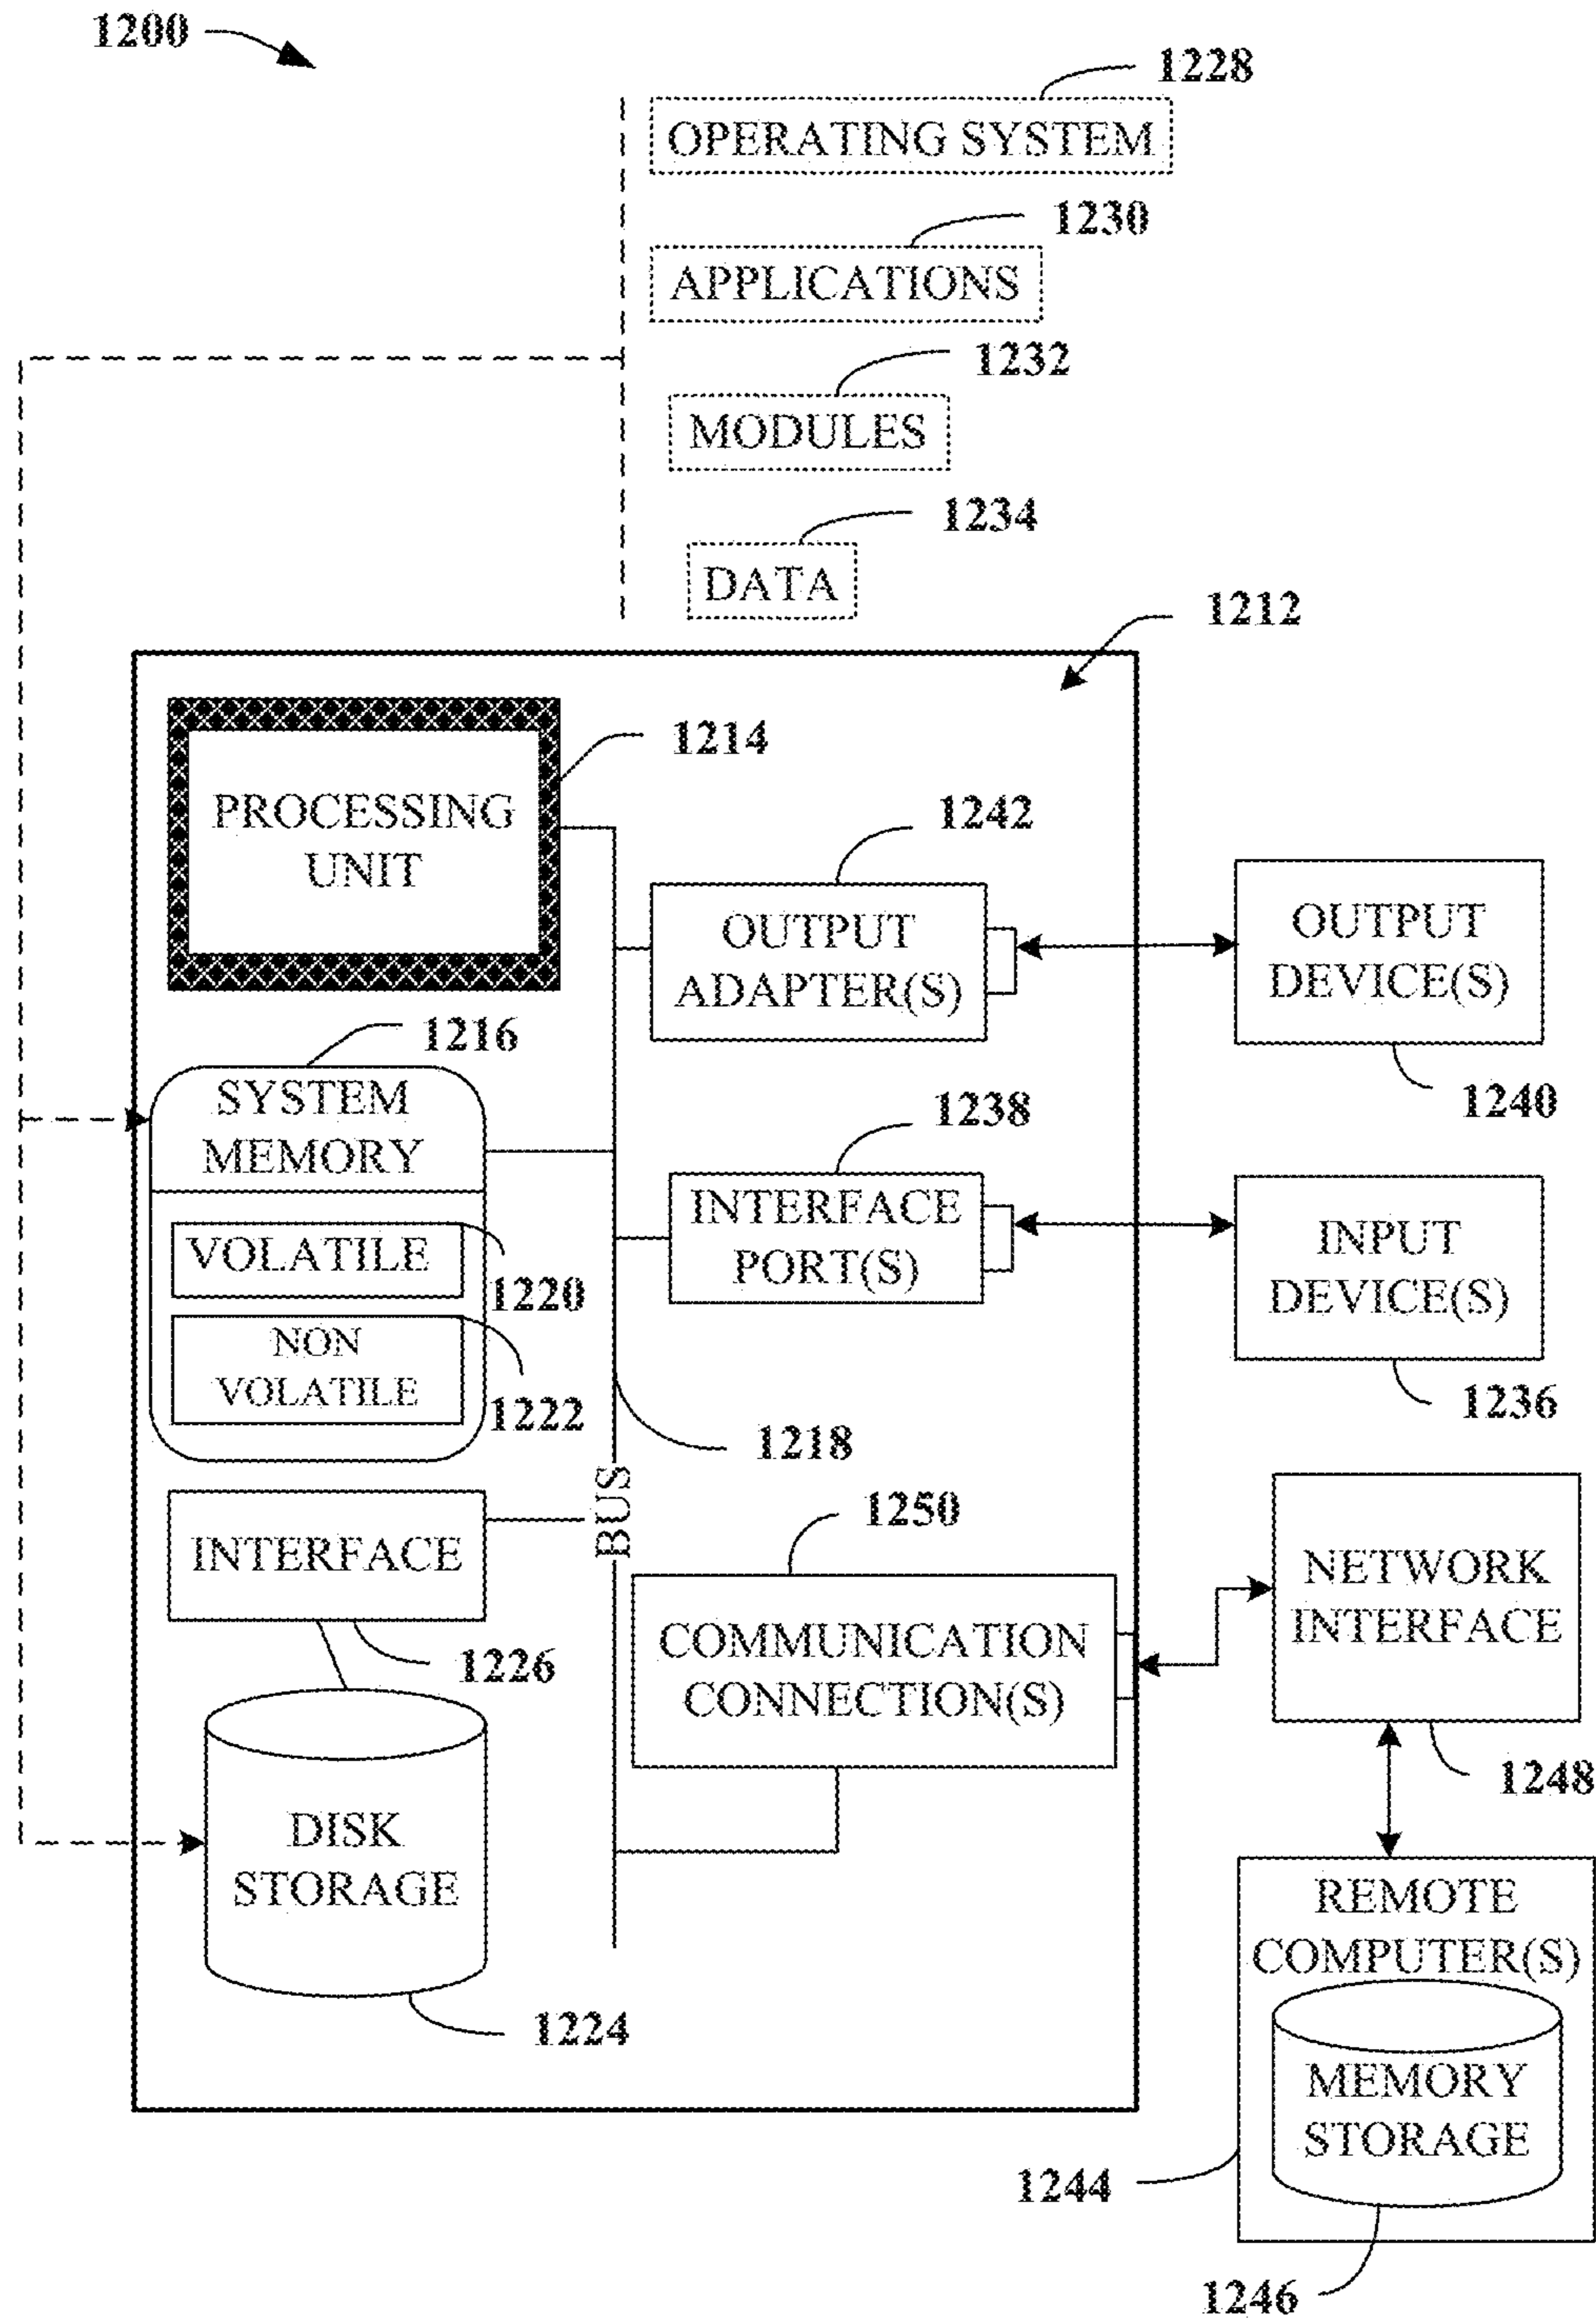 1200
1228
OPERATING SYSTEM
1230
APPLICATIONS
1232
MODULES
1234
DATA
1212
PROCESSING
UNIT
1214
1242
OUTPUT
ADAPTER(S)
OUTPUT
DEVICE(S)
1240
1216
SYSTEM
MEMORY
VOLATILE
1220
NON
VOLATILE
1222
1238
INTERFACE
PORT(S)
INPUT
DEVICE(S)
1236
1218
BUS
INTERFACE
1226
1250
COMMUNICATION
CONNECTION(S)
NETWORK
INTERFACE
1248
DISK
STORAGE
1224
REMOTE
COMPUTER(S)
MEMORY
STORAGE
1244
1246